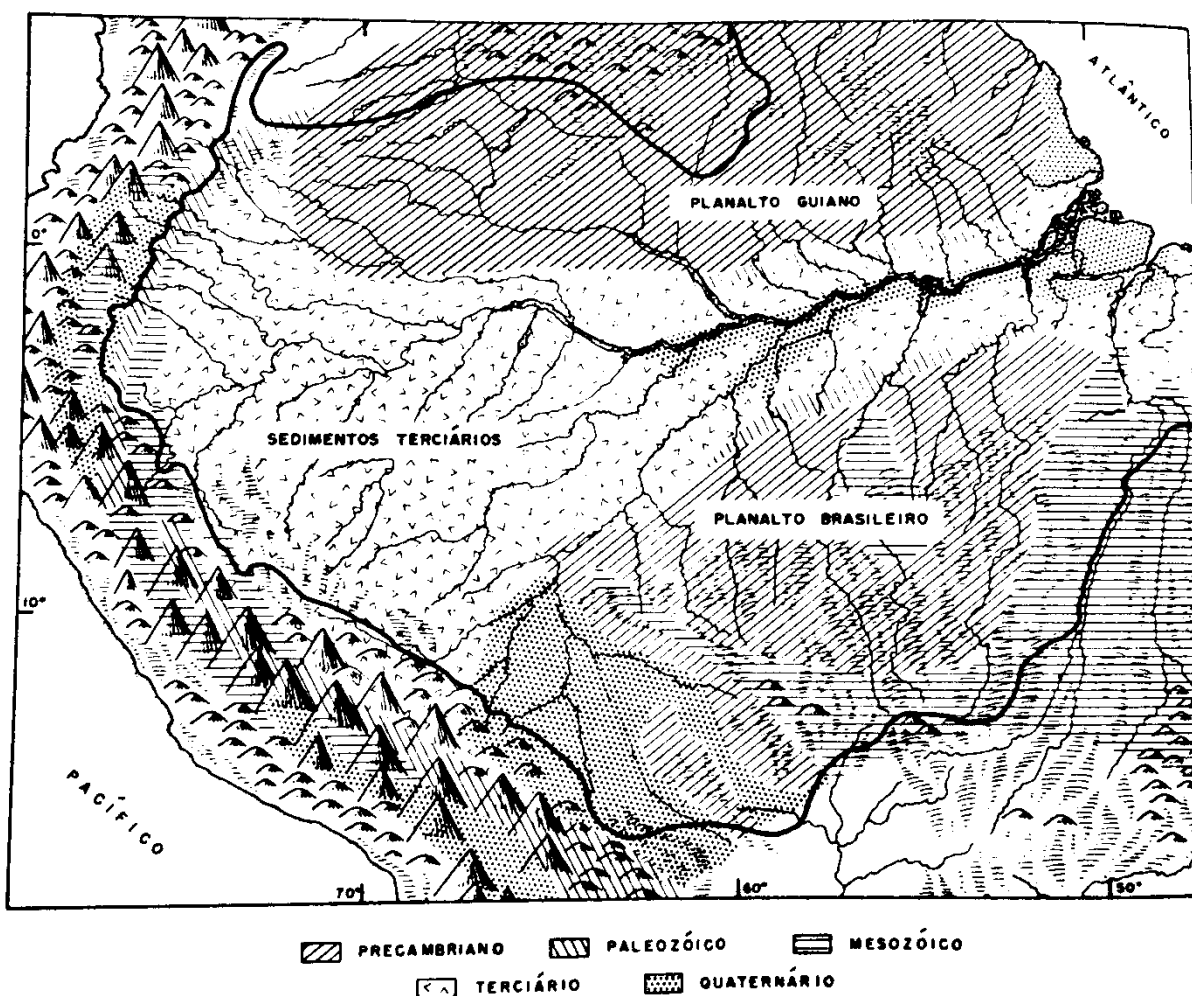 ATLÂNTICO
PLANALTO GUIANO
0°
SEDIMENTOS TERCIÁRIOS
PLANALTO BRASILEIRO
10°
PACÍFICO
70°
60°
50°
PRECAMBRIANO PALEOZÓICO MESOZÓICO
TERCIÁRIO QUATERNÁRIO